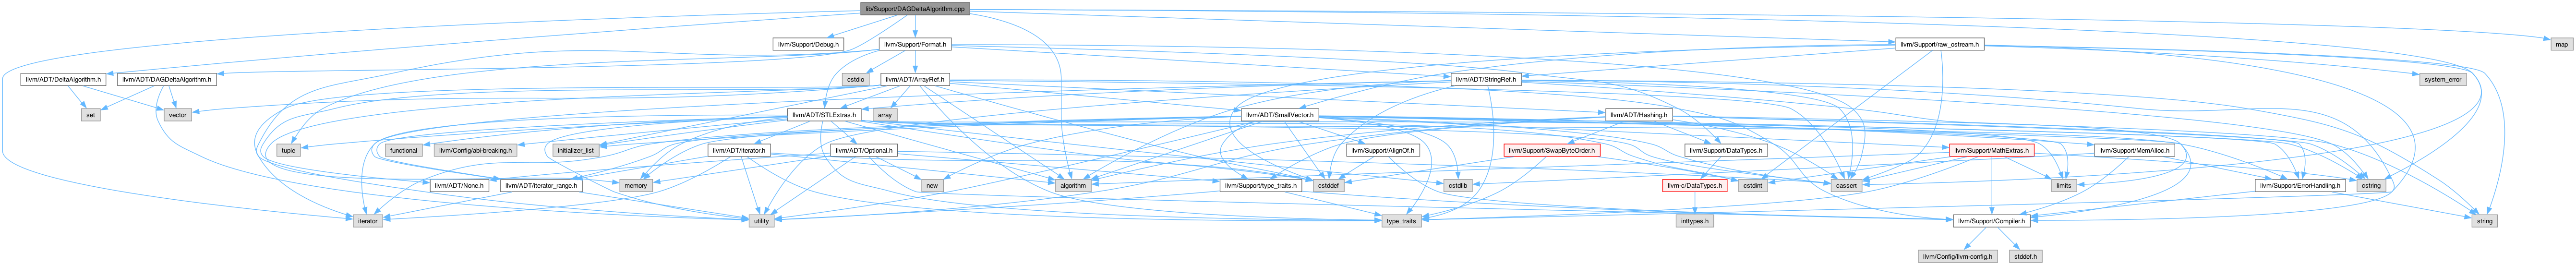 lib/Support/DAGDeltaAlgorithm.cpp
llvm/Support/Debug.h
llvm/Support/Format.h
llvm/Support/raw_ostream.h
map
llvm/ADT/DeltaAlgorithm.h
llvm/ADT/DAGDeltaAlgorithm.h
cstdio
llvm/ADT/ArrayRef.h
llvm/ADT/StringRef.h
system_error
set
vector
llvm/ADT/STLExtras.h
array
llvm/ADT/SmallVector.h
llvm/ADT/Hashing.h
tuple
functional
llvm/Config/abi-breaking.h
initializer_list
llvm/ADT/iterator.h
llvm/ADT/Optional.h
llvm/Support/AlignOf.h
llvm/Support/SwapByteOrder.h
llvm/Support/DataTypes.h
llvm/Support/MathExtras.h
llvm/Support/MemAlloc.h
llvm/ADT/None.h
llvm/ADT/iterator_range.h
memory
new
algorithm
llvm/Support/type_traits.h
cstddef
cstdlib
cstdint
cassert
llvm-c/DataTypes.h
limits
llvm/Support/ErrorHandling.h
cstring
iterator
utility
type_traits
inttypes.h
llvm/Support/Compiler.h
string
llvm/Config/llvm-config.h
stddef.h